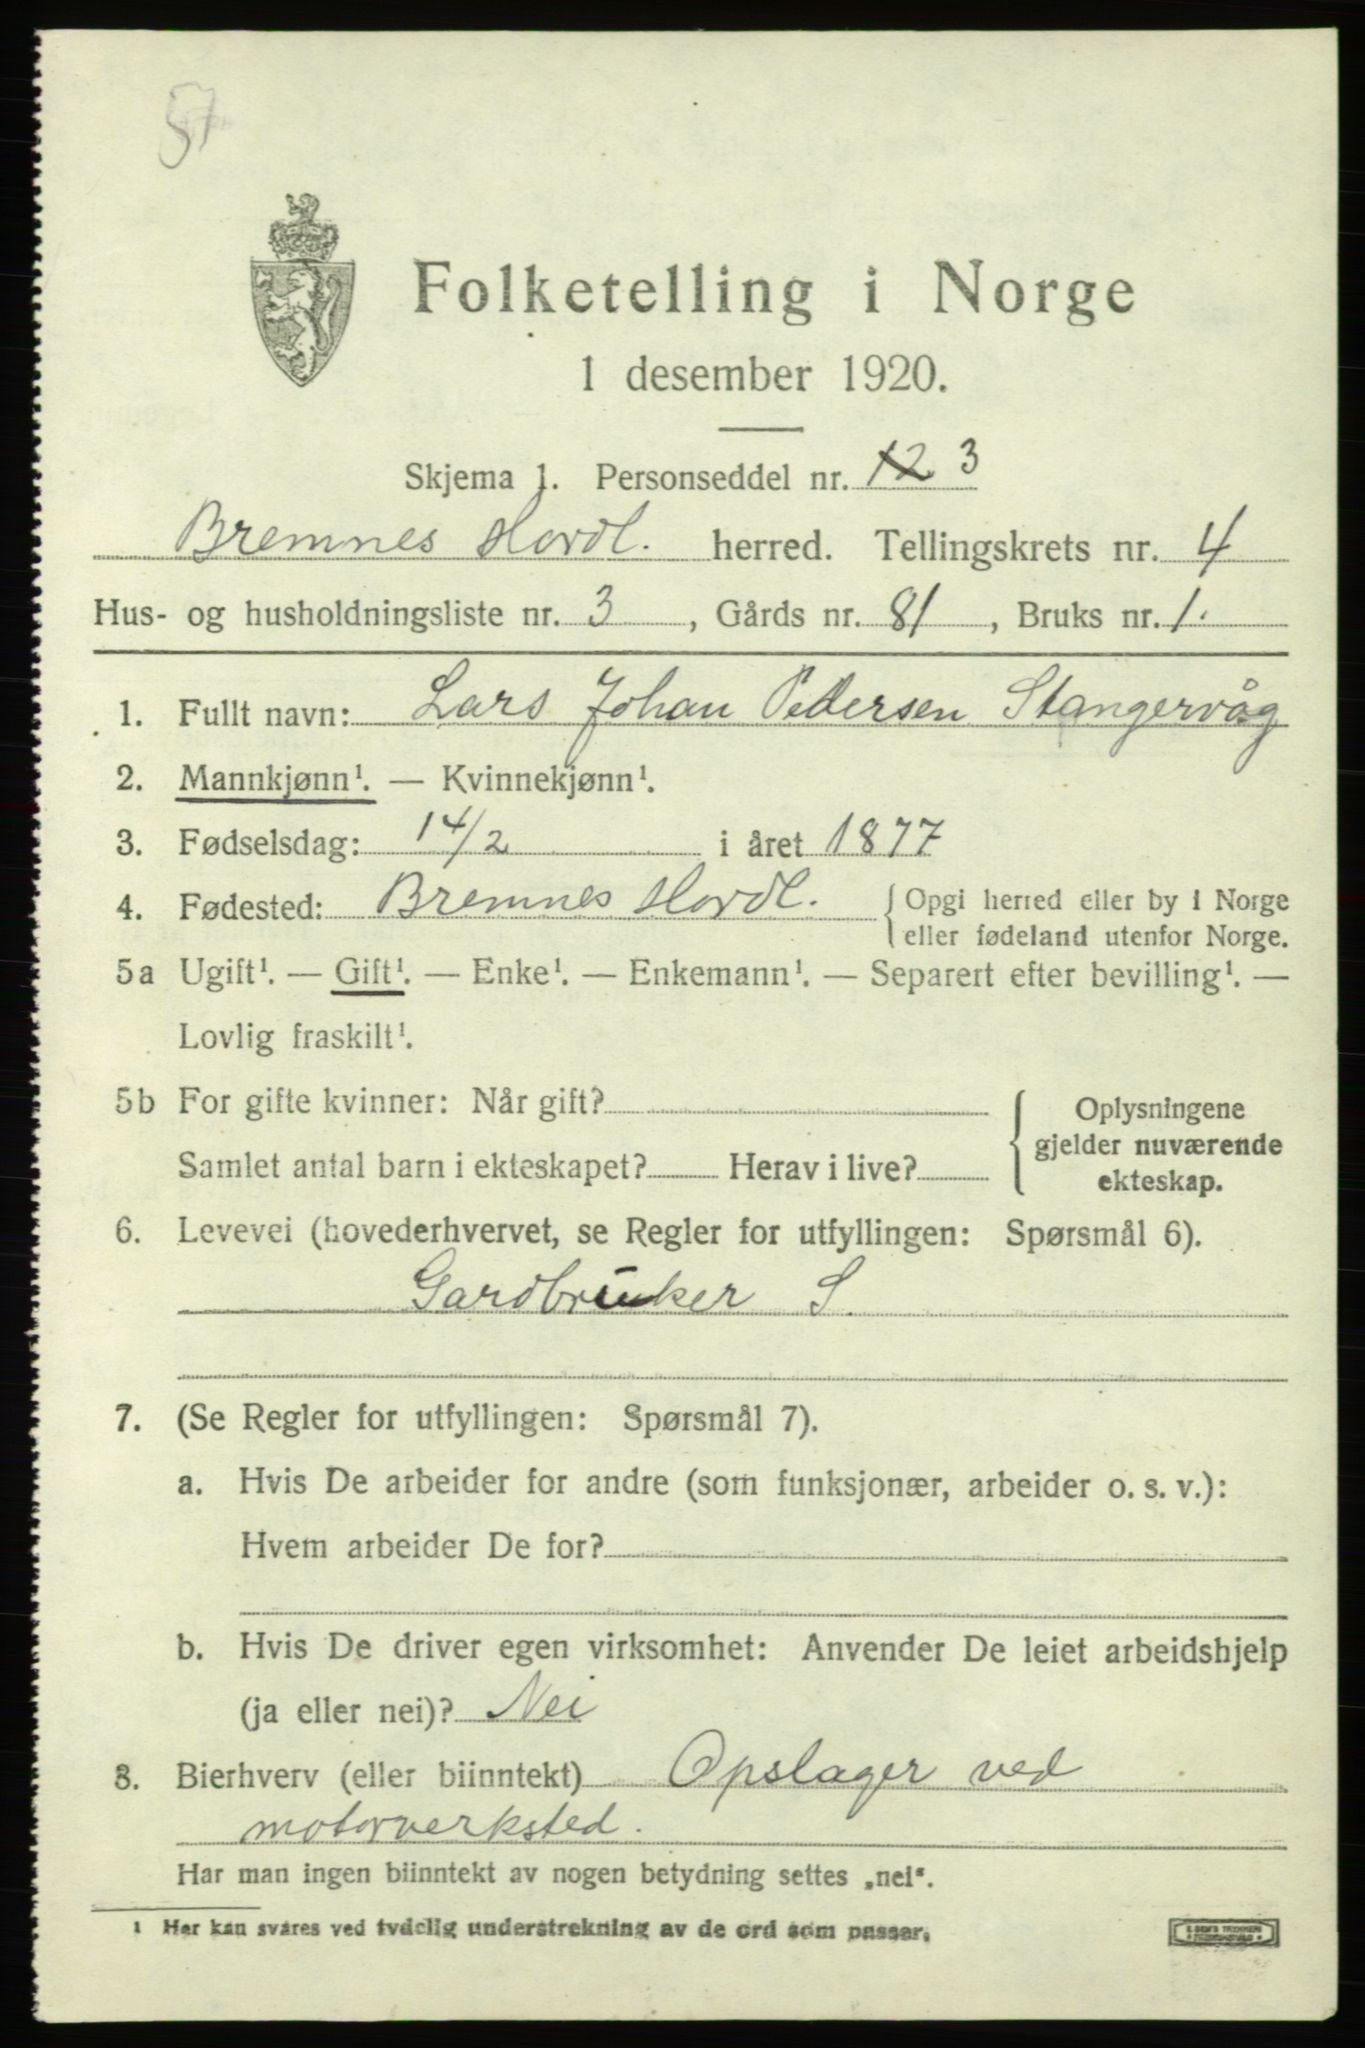 57
Folketelling i Norge
1 desember 1920.
Skjema 1. Personseddel nr. 12 3
Bremnes Hordl. herred. Tellingskrets nr. 4
Hus- og husholdningsliste nr. 3, Gårds nr. 81, Bruks nr. 1.
1. Fullt navn: Lars Johan Pedersen Stangervåg
2. Mannkjønn¹. — Kvinnekjønn¹.
3. Fødselsdag: 14/2 i året 1877
4. Fødested: Bremnes Hordl. { Opgi herred eller by i Norge
eller fødeland utenfor Norge.
5a Ugift¹. — Gift¹. — Enke¹. — Enkemann¹. — Separert efter bevilling¹. —
Lovlig fraskilt¹.
5b For gifte kvinner: Når gift?
Samlet antal barn i ekteskapet? Herav i live?
{ Oplysningene
gjelder nuværende
ekteskap.
6. Levevei (hovederhvervet, se Regler for utfyllingen: Spørsmål 6).
Gardbruker S.
7. (Se Regler for utfyllingen: Spørsmål 7).
a. Hvis De arbeider for andre (som funksjonær, arbeider o. s. v.):
Hvem arbeider De for?
b. Hvis De driver egen virksomhet: Anvender De leiet arbeidshjelp
(ja eller nei)? Nei
8. Bierhverv (eller biinntekt) Opslager ved
motorverksted.
Har man ingen biinntekt av nogen betydning settes „nei“.
¹ Her kan svares ved tydelig understrekning av de ord som passer.